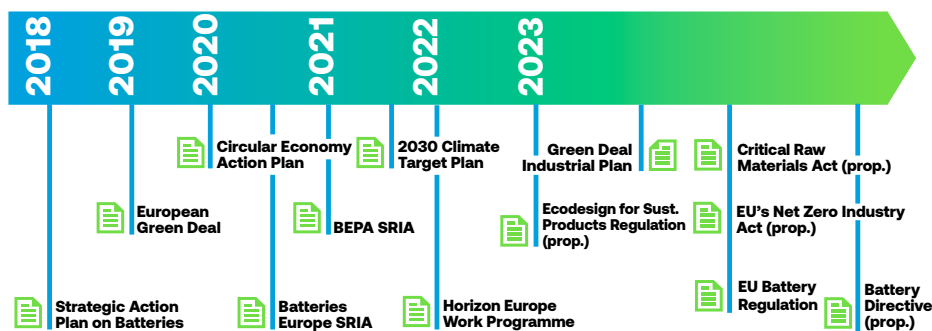 2018
2019
2020
2021
2022
2023
Circular Economy
Action Plan
2030 Climate
Target Plan
Green Deal
Industrial Plan
Critical Raw
Materials Act (prop.)
European
Green Deal
BEPA SRIA
Ecodesign for Sust.
Products Regulation
(prop.)
EU's Net Zero Industry
Act (prop.)
Strategic Action
Plan on Batteries
Batteries
Europe SRIA
Horizon Europe
Work Programme
EU Battery
Regulation
Battery
Directive
(prop.)